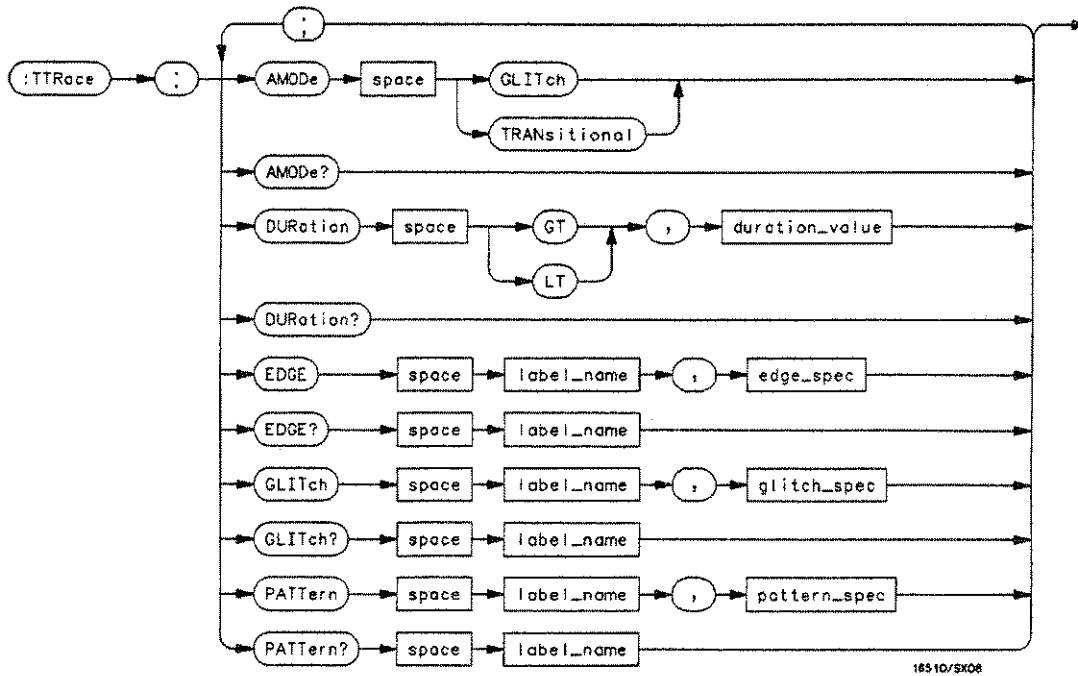 ;
:TTRace : AMODe space GLITch
TRANsitional
AMODe?
DURation space GT , duration_value
LT
DURation?
EDGE space label_name , edge_spec
EDGE? space label_name
GLITch space label_name , glitch_spec
GLITch? space label_name
PATTern space label_name , pattern_spec
PATTern? space label_name
16510/SX08